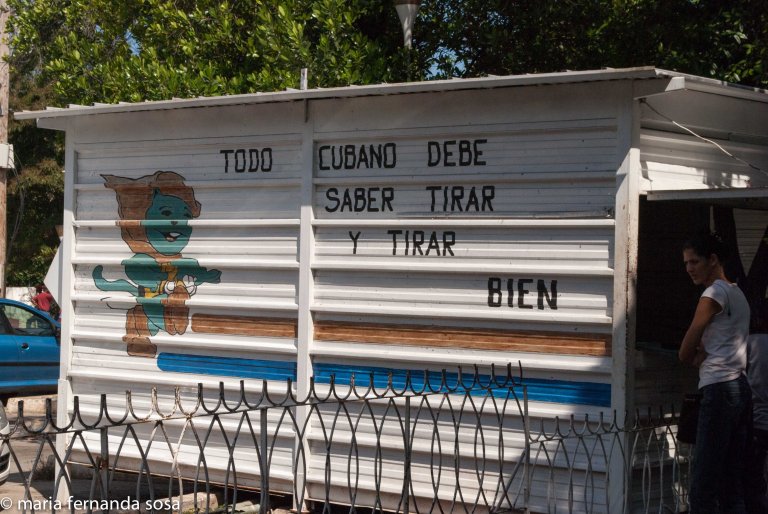 TODO CUBANO DEBE
SABER TIRAR
Y TIRAR
BIEN
© maria fernanda sosa